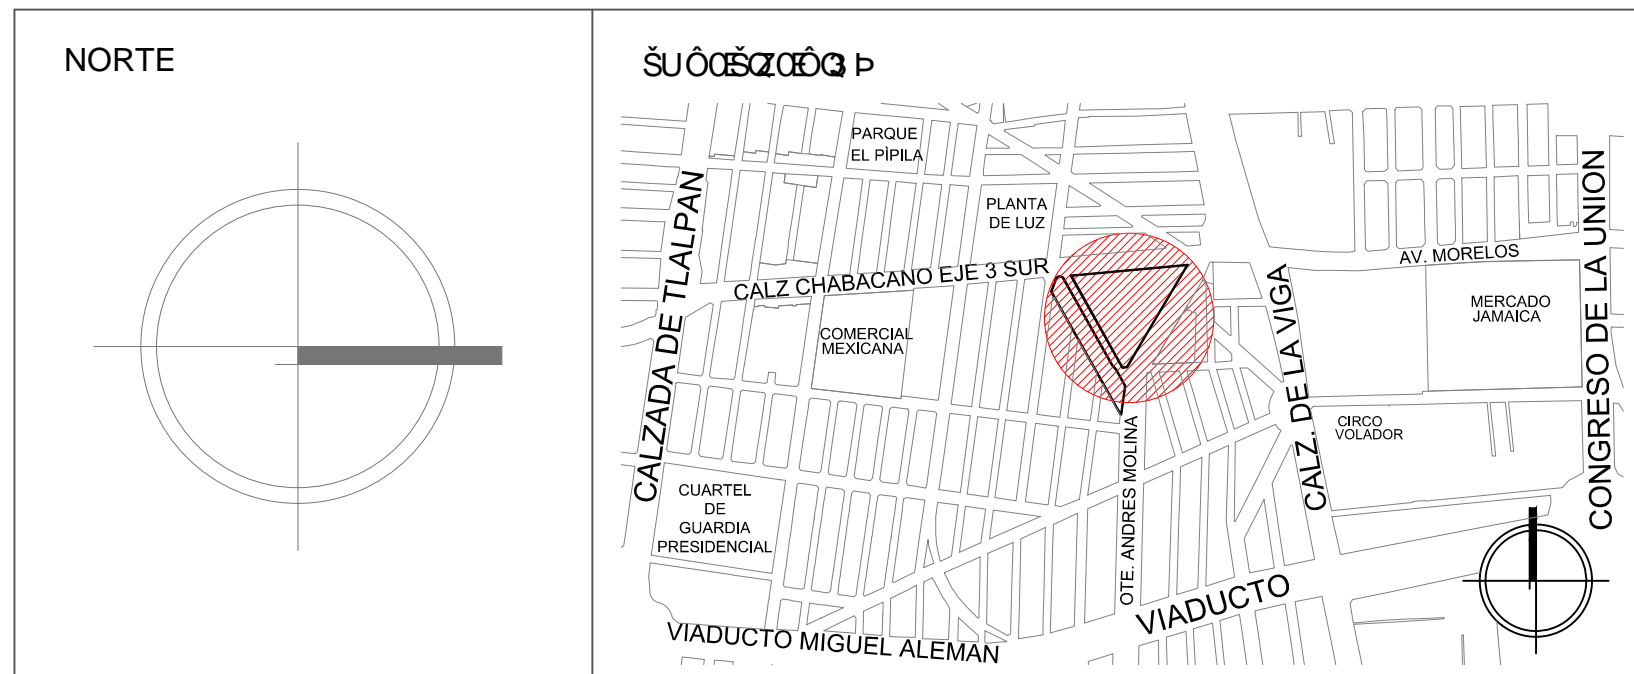 NORTE
PARQUE
EL PÌPILA
PLANTA
DE LUZ
CALZADA DE TLALPAN
CALZ CHABACANO EJE 3 SUR
COMERCIAL
MEXICANA
CUARTEL
DE
GUARDIA
PRESIDENCIAL
OTE. ANDRES MOLINA
VIADUCTO MIGUEL ALEMAN
VIADUCTO
CALZ. DE LA VIGA
AV. MORELOS
MERCADO
JAMAICA
CIRCO
VOLADOR
CONGRESO DE LA UNION